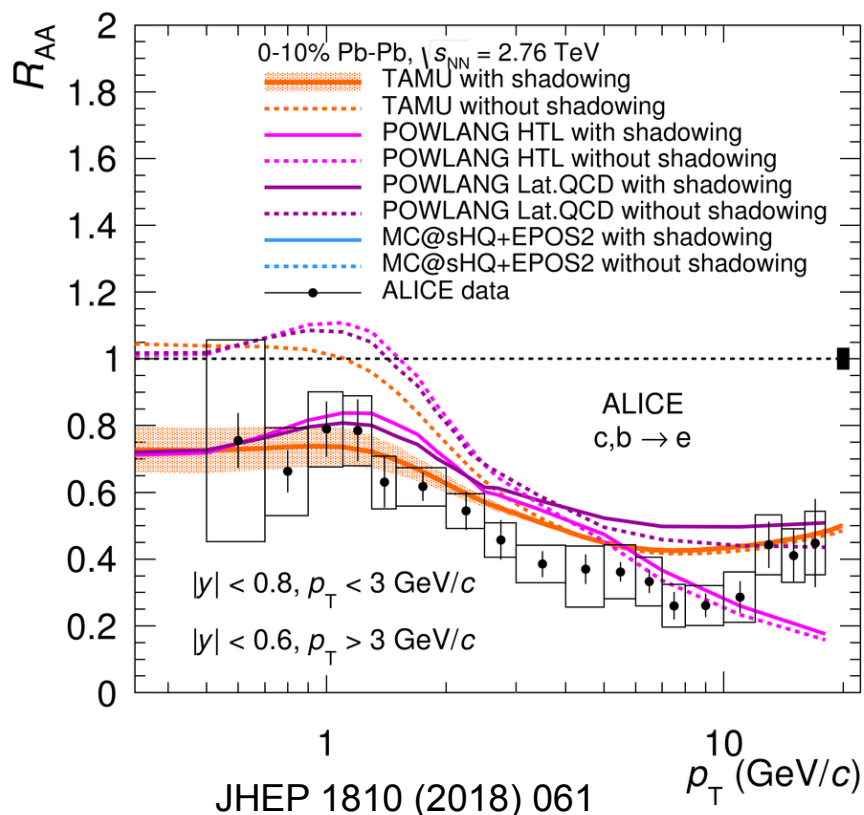 R_AA
2
1.8
1.6
1.4
1.2
1
0.8
0.6
0.4
0.2
0
0-10% Pb-Pb, √s_NN = 2.76 TeV
TAMU with shadowing
TAMU without shadowing
POWLANG HTL with shadowing
POWLANG HTL without shadowing
POWLANG Lat.QCD with shadowing
POWLANG Lat.QCD without shadowing
MC@sHQ+EPOS2 with shadowing
MC@sHQ+EPOS2 without shadowing
ALICE data
ALICE
c,b → e
|y| < 0.8, p_T < 3 GeV/c
|y| < 0.6, p_T > 3 GeV/c
1
10
p_T (GeV/c)
JHEP 1810 (2018) 061